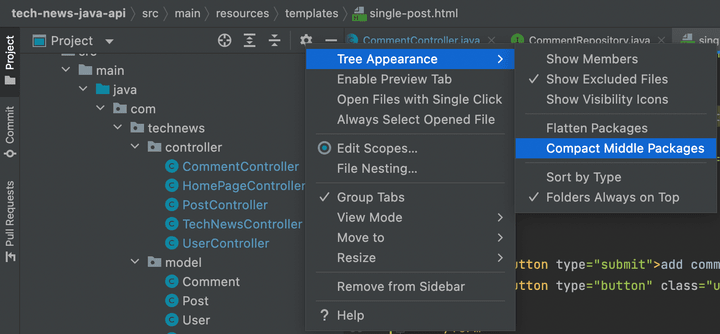 tech-news-java-api › src › main › resources › templates › single-post.html
Project
CommentController.java
CommentRepository.java
Project
Commit
Pull Requests
main
java
com
technews
controller
CommentController
HomePageController
PostController
TechNewsController
UserController
model
Comment
Post
User
Tree Appearance
Enable Preview Tab
Open Files with Single Click
Always Select Opened File
Edit Scopes...
File Nesting...
Group Tabs
View Mode
Move to
Resize
Remove from Sidebar
? Help
Show Members
Show Excluded Files
Show Visibility Icons
Flatten Packages
Compact Middle Packages
Sort by Type
Folders Always on Top
utton type="submit">add comm
utton type="button" class="u